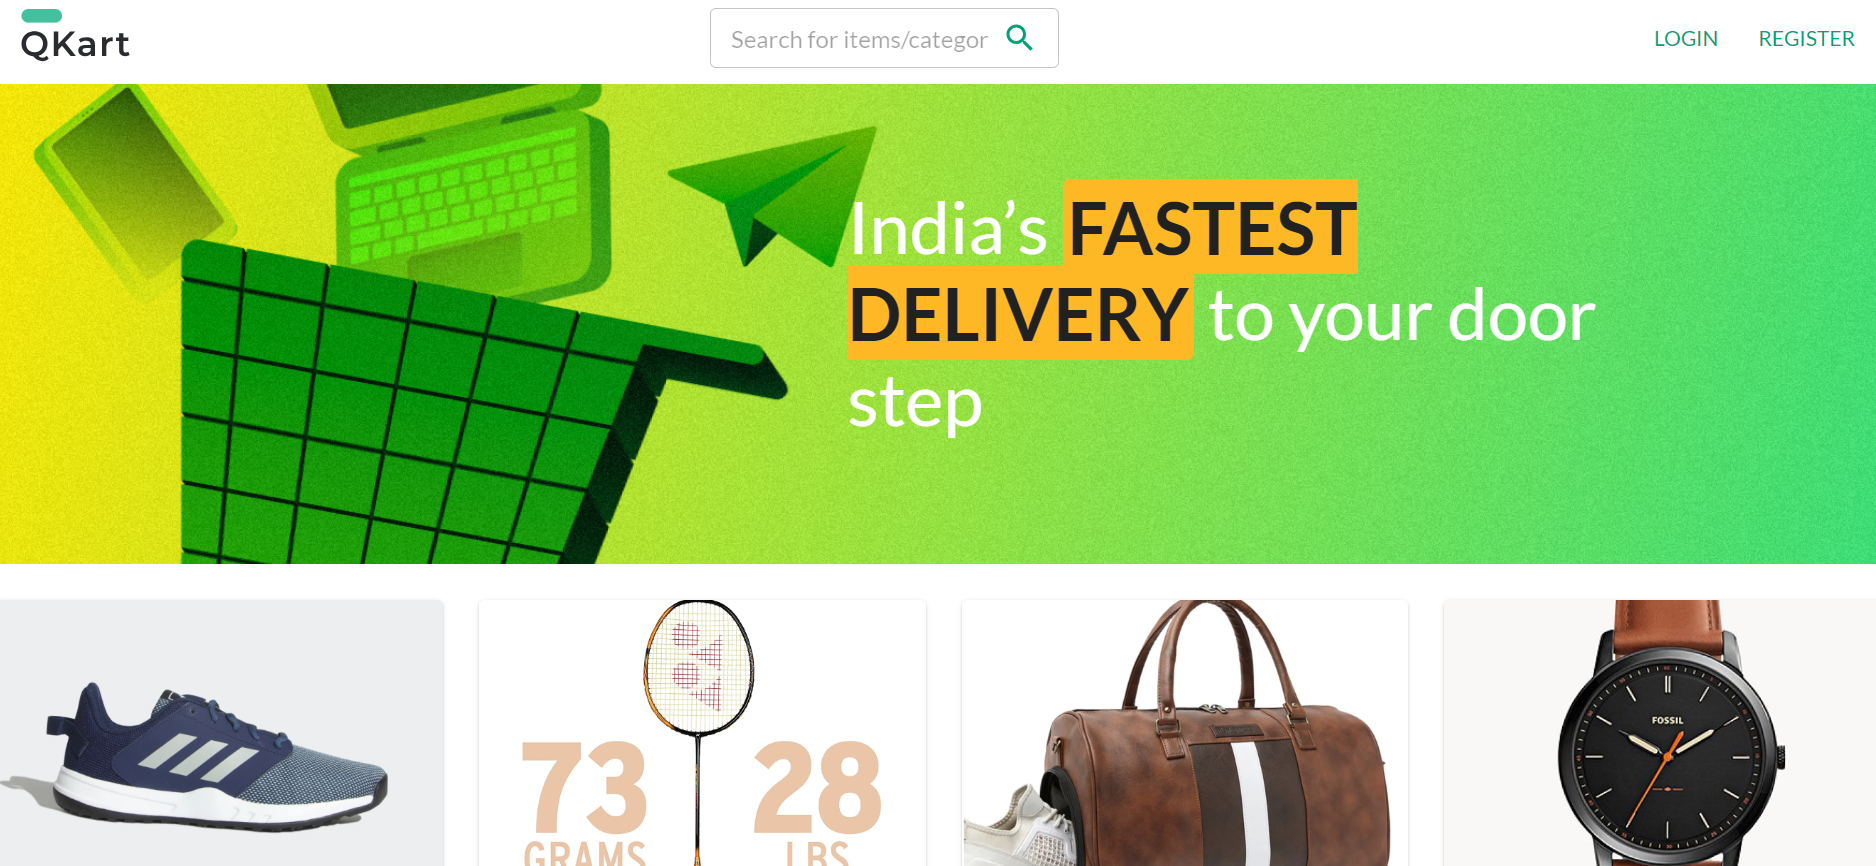 QKart
Search for items/categor
LOGIN
REGISTER
India’s FASTEST
DELIVERY to your door
step
73
GRAMS
28
LBS
FOSSIL